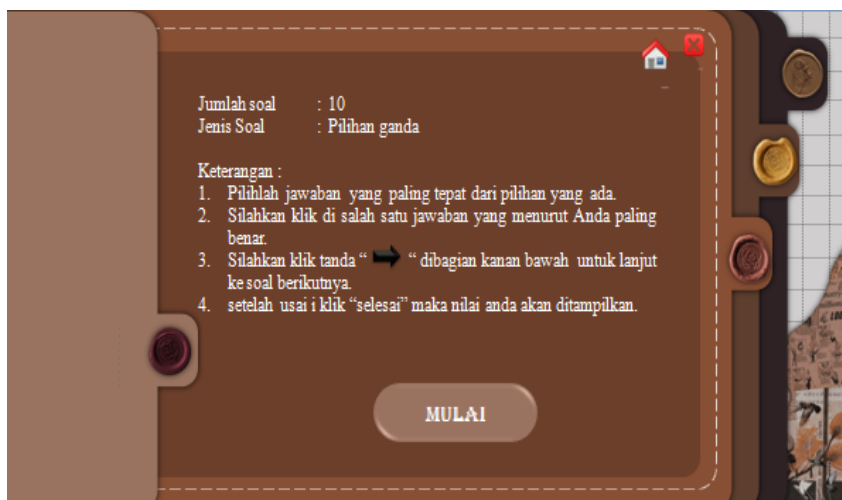 Jumlah soal : 10
Jenis Soal : Pilihan ganda
Keterangan :
1. Pilihlah jawaban yang paling tepat dari pilihan yang ada.
2. Silahkan klik di salah satu jawaban yang menurut Anda paling
benar.
3. Silahkan klik tanda “ ➡ “ dibagian kanan bawah untuk lanjut
ke soal berikutnya.
4. setelah usai i klik “selesai” maka nilai anda akan ditampilkan.
MULAI